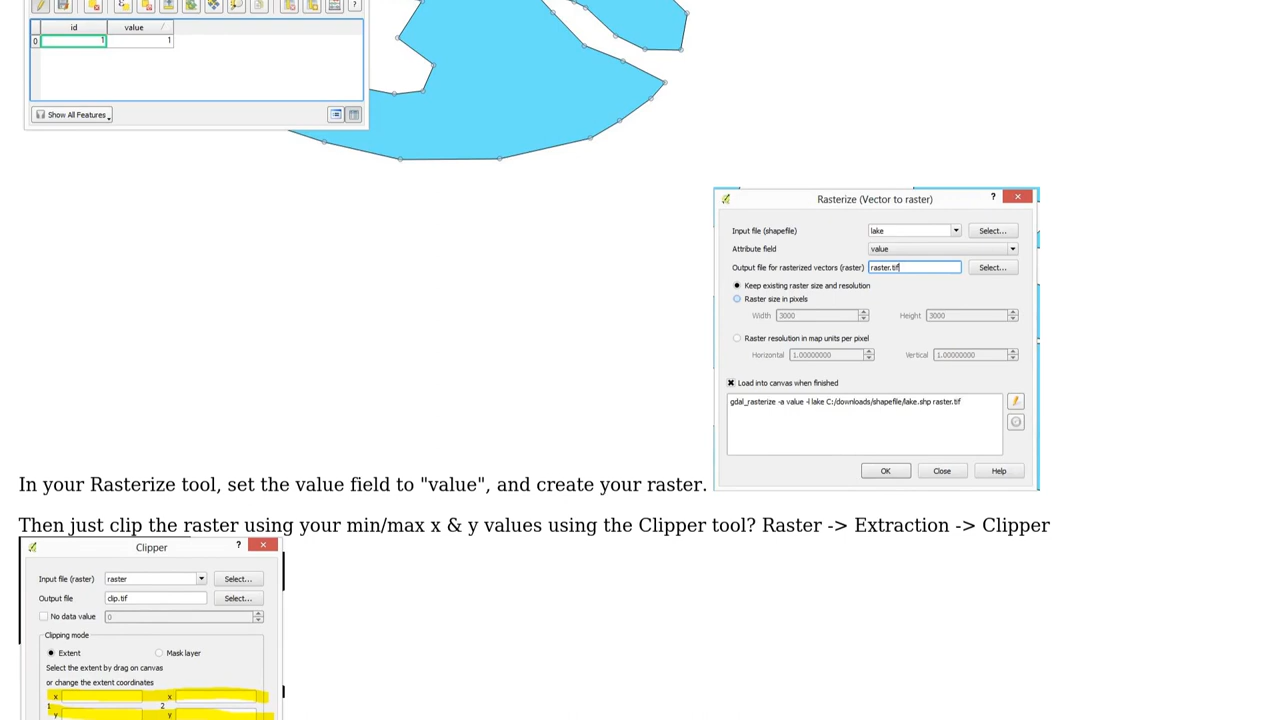 id value
0 1 1
Show All Features
Rasterize (Vector to raster) ?
Input file (shapefile) lake Select...
Attribute field value
Output file for rasterized vectors (raster) raster.tif Select...
Keep existing raster size and resolution
Raster size in pixels
Width 3000 Height 3000
Raster resolution in map units per pixel
Horizontal 1.00000000 Vertical 1.00000000
Load into canvas when finished
gdal_rasterize -a value -l lake C:/downloads/shapefile/lake.shp raster.tif
OK Close Help
In your Rasterize tool, set the value field to "value", and create your raster.
Then just clip the raster using your min/max x & y values using the Clipper tool? Raster -> Extraction -> Clipper
Clipper ?
Input file (raster) raster Select...
Output file clip.tif Select...
No data value 0
Clipping mode
Extent Mask layer
Select the extent by drag on canvas
or change the extent coordinates
x x
1 2
y y